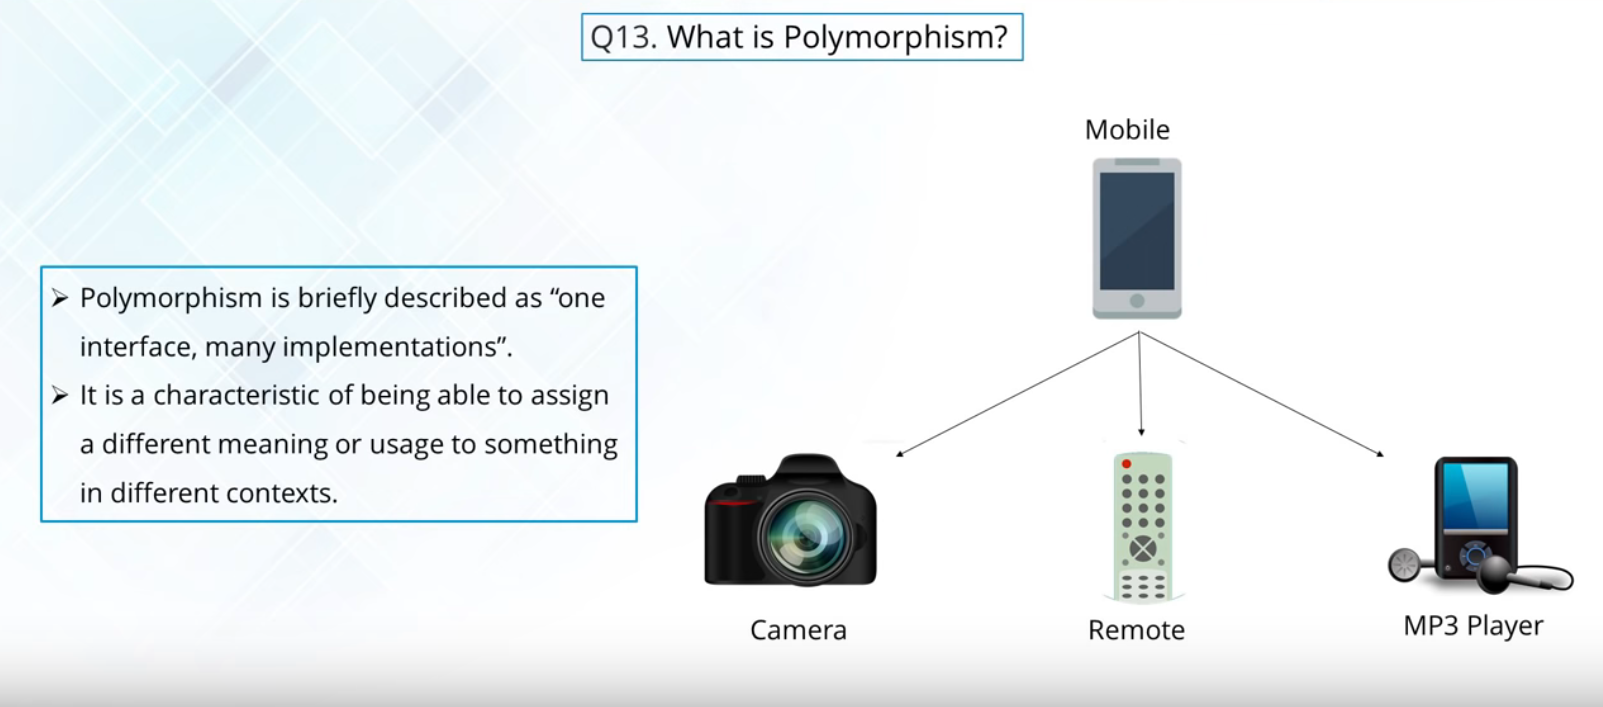 Q13. What is Polymorphism?
Mobile
➢ Polymorphism is briefly described as “one
interface, many implementations”.
➢ It is a characteristic of being able to assign
a different meaning or usage to something
in different contexts.
Camera
Remote
MP3 Player